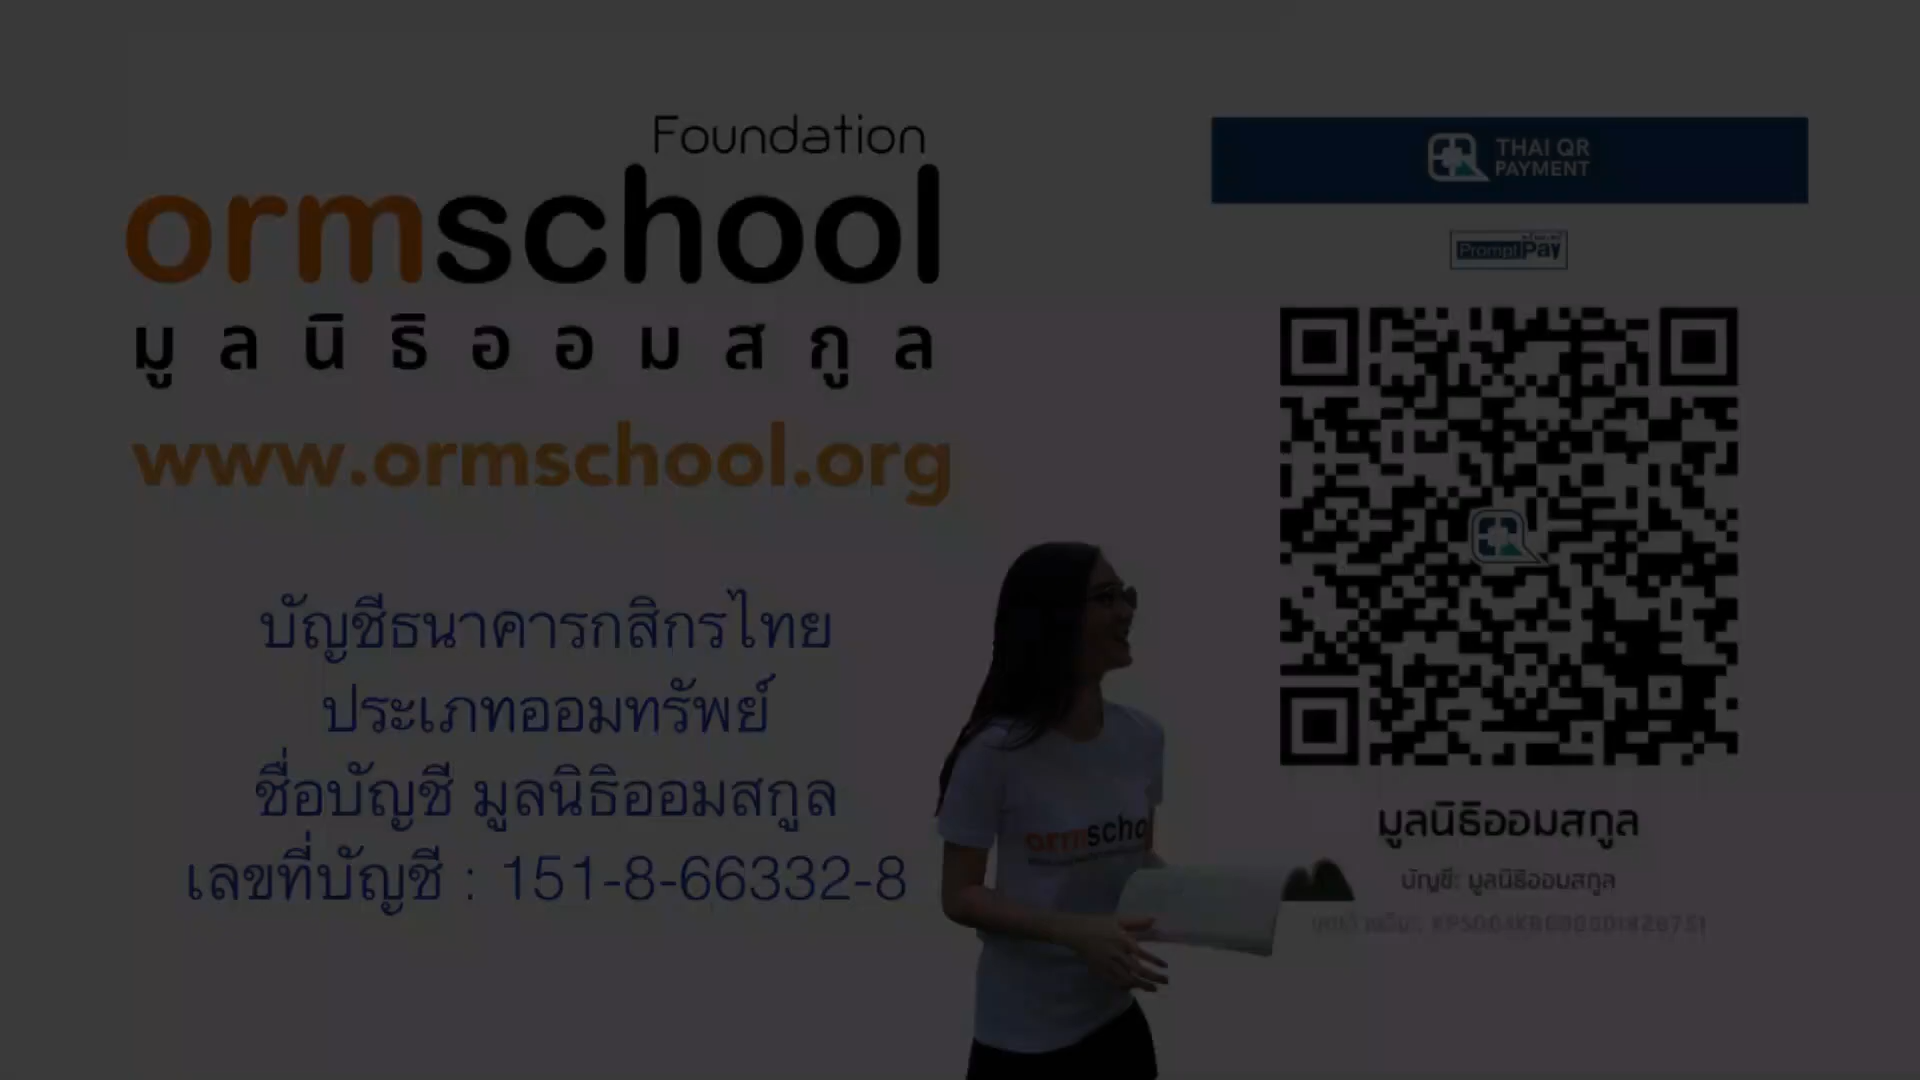 Foundation
ormschool
มูลนิธิออมสกูล
www.ormschool.org
บัญชีธนาคารกสิกรไทย
ประเภทออมทรัพย์
ชื่อบัญชี มูลนิธิออมสกูล
เลขที่บัญชี : 151-8-66332-8
ormschool
THAI QR
PAYMENT
PromptPay
มูลนิธิออมสกูล
บัญชี: มูลนิธิออมสกูล